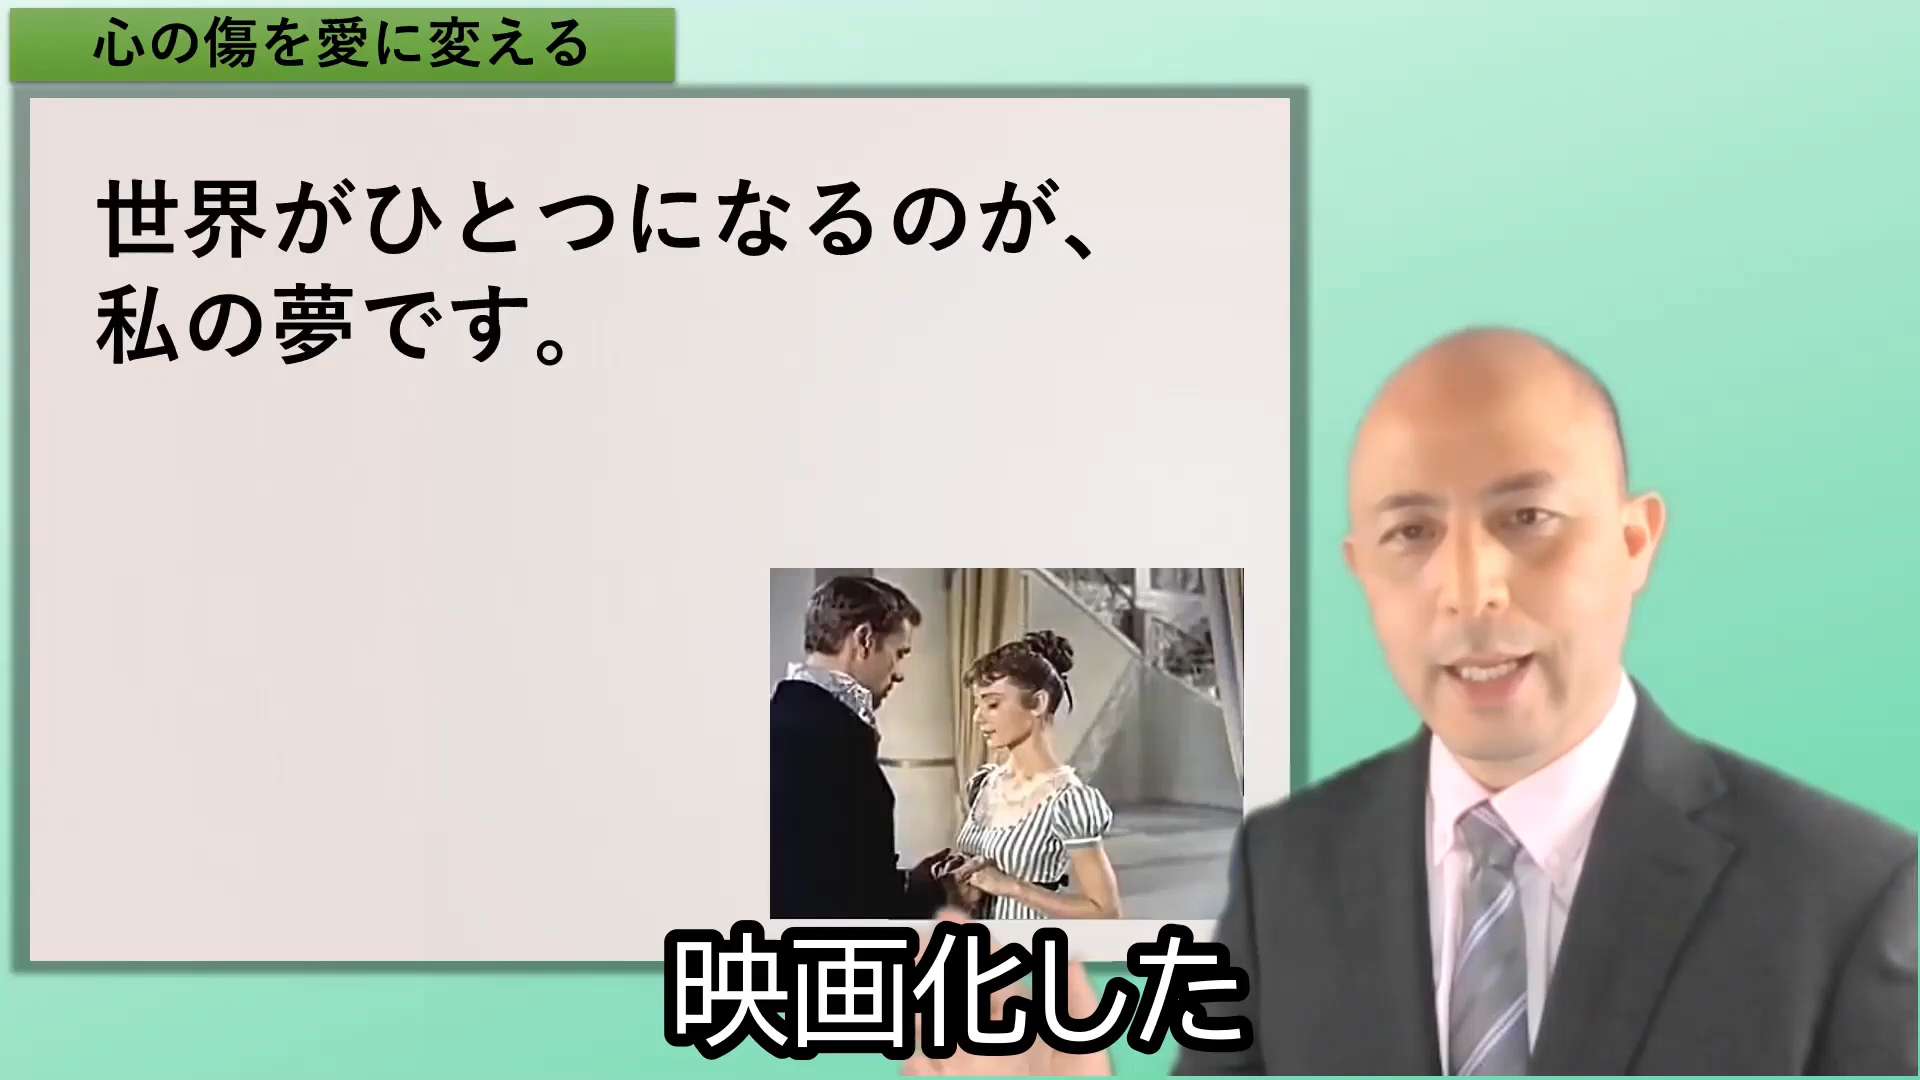 心の傷を愛に変える
世界がひとつになるのが、
私の夢です。
映画化した